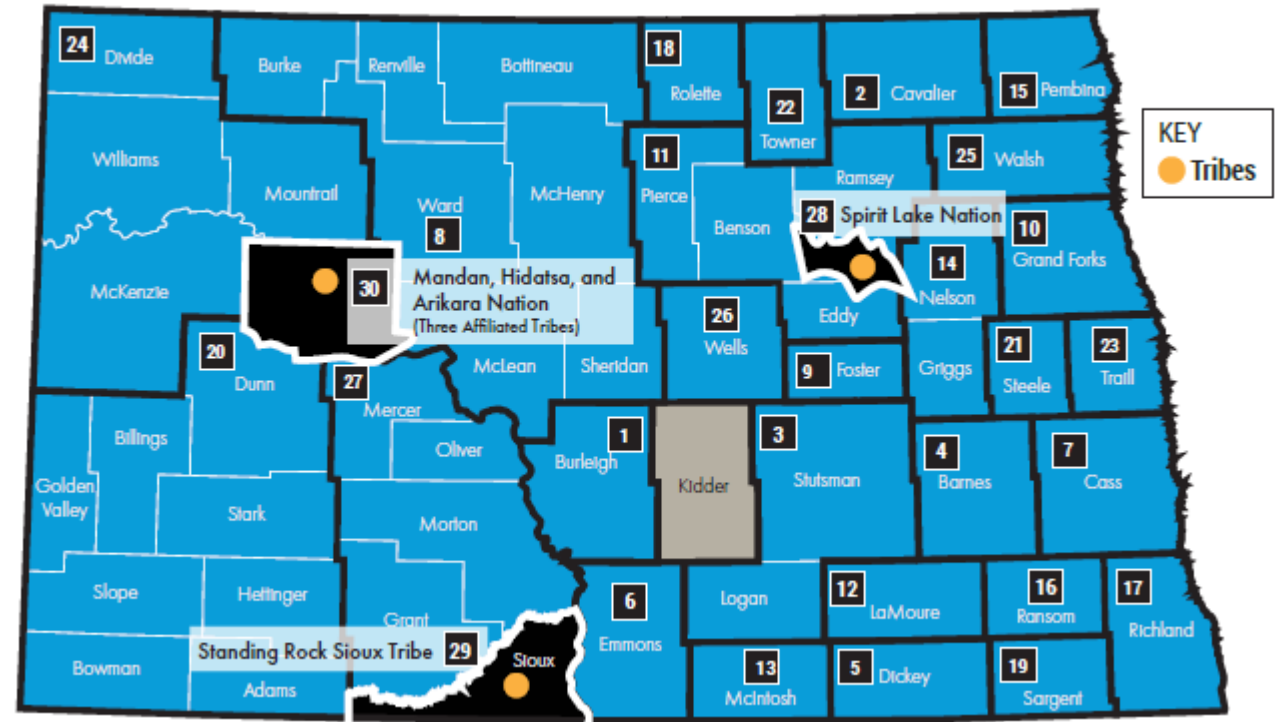 24 Divide
Burke
Renville
Bottineau
18
Rolette
22
Towner
2 Cavalier
15 Pembina
KEY
Tribes
Williams
Mountrail
Ward
8
McHenry
11
Pierce
Benson
Ramsey
25 Walsh
28 Spirit Lake Nation
10
Grand Forks
14
Nelson
McKenzie
30
Mandan, Hidatsa, and
Arikara Nation
(Three Affiliated Tribes)
26
Wells
Eddy
20
Dunn
27
Mercer
McLean
Sheridan
9 Foster
Griggs
21
Steele
23
Traill
Golden
Valley
Billings
Oliver
1
Burleigh
Kidder
3
Stutsman
4
Barnes
7
Cass
Stark
Morton
Slope
Hettinger
Grant
6
Emmons
Logan
12
LaMoure
16
Ransom
17
Richland
Standing Rock Sioux Tribe 29
Sioux
Bowman
Adams
13
McIntosh
5 Dickey
19
Sargent